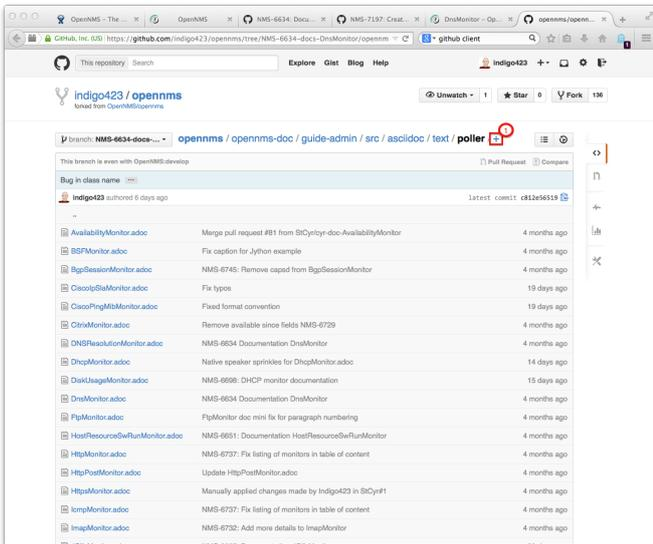 OpenNMS – The ...
OpenNMS
NMS-6634: Docu...
NMS-7197: Creat...
DnsMonitor – Op...
opennms/openn...
GitHub, Inc. (US) https://github.com/indigo423/opennms/tree/NMS-6634-docs-DnsMonitor/opennm
github client
1
This repository Search Explore Gist Blog Help indigo423
indigo423 / opennms
forked from OpenNMS/opennms
Unwatch 1 Star 0 Fork 136
1
branch: NMS-6634-docs-... opennms / opennms-doc / guide-admin / src / asciidoc / text / poller / +
This branch is even with OpenNMS:develop Pull Request Compare
Bug in class name ...
indigo423 authored 6 days ago latest commit c812e56519
..
AvailabilityMonitor.adoc Merge pull request #81 from StCyr/cyr-doc-AvailabilityMonitor 4 months ago
BSFMonitor.adoc Fix caption for Jython example 4 months ago
BgpSessionMonitor.adoc NMS-6745: Remove capsd from BgpSessionMonitor 4 months ago
CiscoIpSlaMonitor.adoc Fix typos 19 days ago
CiscoPingMibMonitor.adoc Fixed format convention 19 days ago
CitrixMonitor.adoc Remove available since fields NMS-6729 4 months ago
DNSResolutionMonitor.adoc NMS-6634 Documentation DnsMonitor 4 months ago
DhcpMonitor.adoc Native speaker sprinkles for DhcpMonitor.adoc 14 days ago
DiskUsageMonitor.adoc NMS-6698: DHCP monitor documentation 15 days ago
DnsMonitor.adoc NMS-6634 Documentation DnsMonitor 4 months ago
FtpMonitor.adoc FtpMonitor doc mini fix for paragraph numbering 4 months ago
HostResourceSwRunMonitor.adoc NMS-6651: Documentation HostResourceSwRunMonitor 4 months ago
HttpMonitor.adoc NMS-6737: Fix listing of monitors in table of content 4 months ago
HttpPostMonitor.adoc Update HttpPostMonitor.adoc 4 months ago
HttpsMonitor.adoc Manually applied changes made by Indigo423 in StCyr#1 4 months ago
IcmpMonitor.adoc NMS-6737: Fix listing of monitors in table of content 4 months ago
ImapMonitor.adoc NMS-6732: Add more details to ImapMonitor 4 months ago